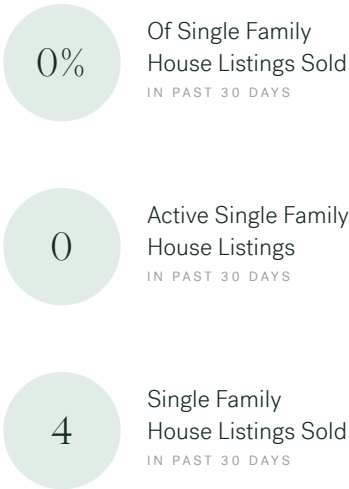 0%
Of Single Family
House Listings Sold
IN PAST 30 DAYS
0
Active Single Family
House Listings
IN PAST 30 DAYS
4
Single Family
House Listings Sold
IN PAST 30 DAYS